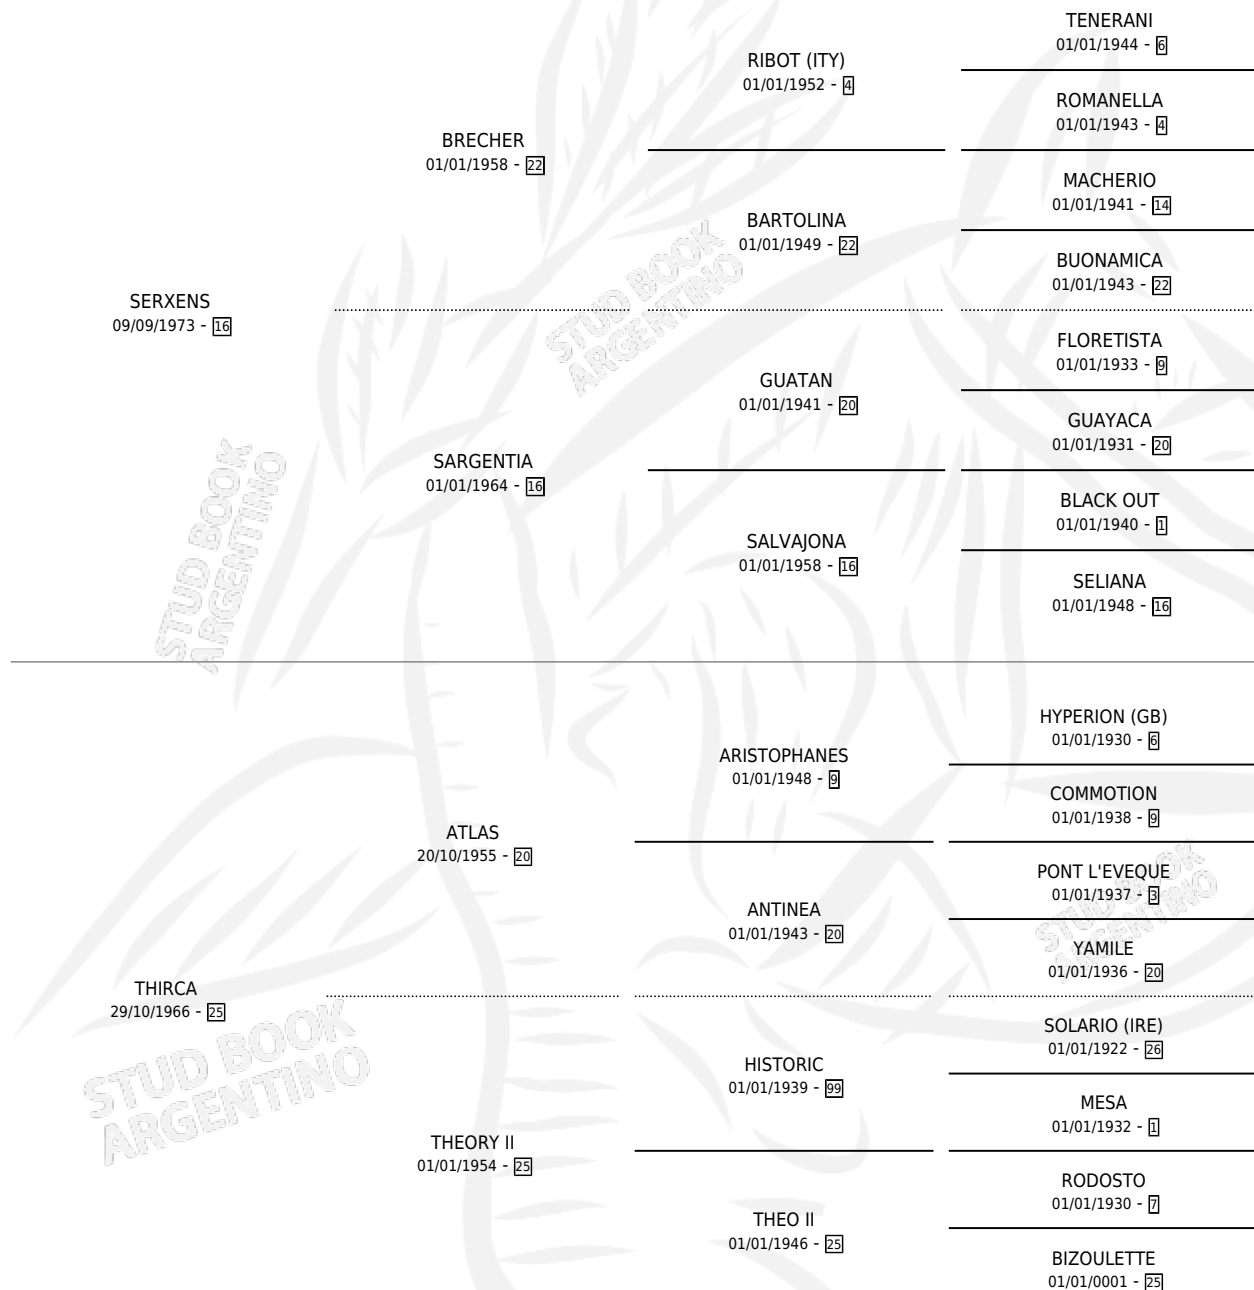 TENERANI
01/01/1944 - 6
RIBOT (ITY)
01/01/1952 - 4
ROMANELLA
01/01/1943 - 4
BRECHER
01/01/1958 - 22
MACHERIO
01/01/1941 - 14
BARTOLINA
01/01/1949 - 22
BUONAMICA
01/01/1943 - 22
SERXENS
09/09/1973 - 16
FLORETISTA
01/01/1933 - 9
GUATAN
01/01/1941 - 20
GUAYACA
01/01/1931 - 20
SARGENTIA
01/01/1964 - 16
BLACK OUT
01/01/1940 - 1
SALVAJONA
01/01/1958 - 16
SELIANA
01/01/1948 - 16
HYPERION (GB)
01/01/1930 - 6
ARISTOPHANES
01/01/1948 - 9
COMMOTION
01/01/1938 - 9
ATLAS
20/10/1955 - 20
PONT L'EVEQUE
01/01/1937 - 3
ANTINEA
01/01/1943 - 20
YAMILE
01/01/1936 - 20
THIRCA
29/10/1966 - 25
SOLARIO (IRE)
01/01/1922 - 26
HISTORIC
01/01/1939 - 99
MESA
01/01/1932 - 1
THEORY II
01/01/1954 - 25
RODOSTO
01/01/1930 - 7
THEO II
01/01/1946 - 25
BIZOULETTE
01/01/0001 - 25
STUD BOOK
ARGENTINO
STUD BOOK
ARGENTINO
STUD BOOK
ARGENTINO
STUD BOOK
ARGENTINO